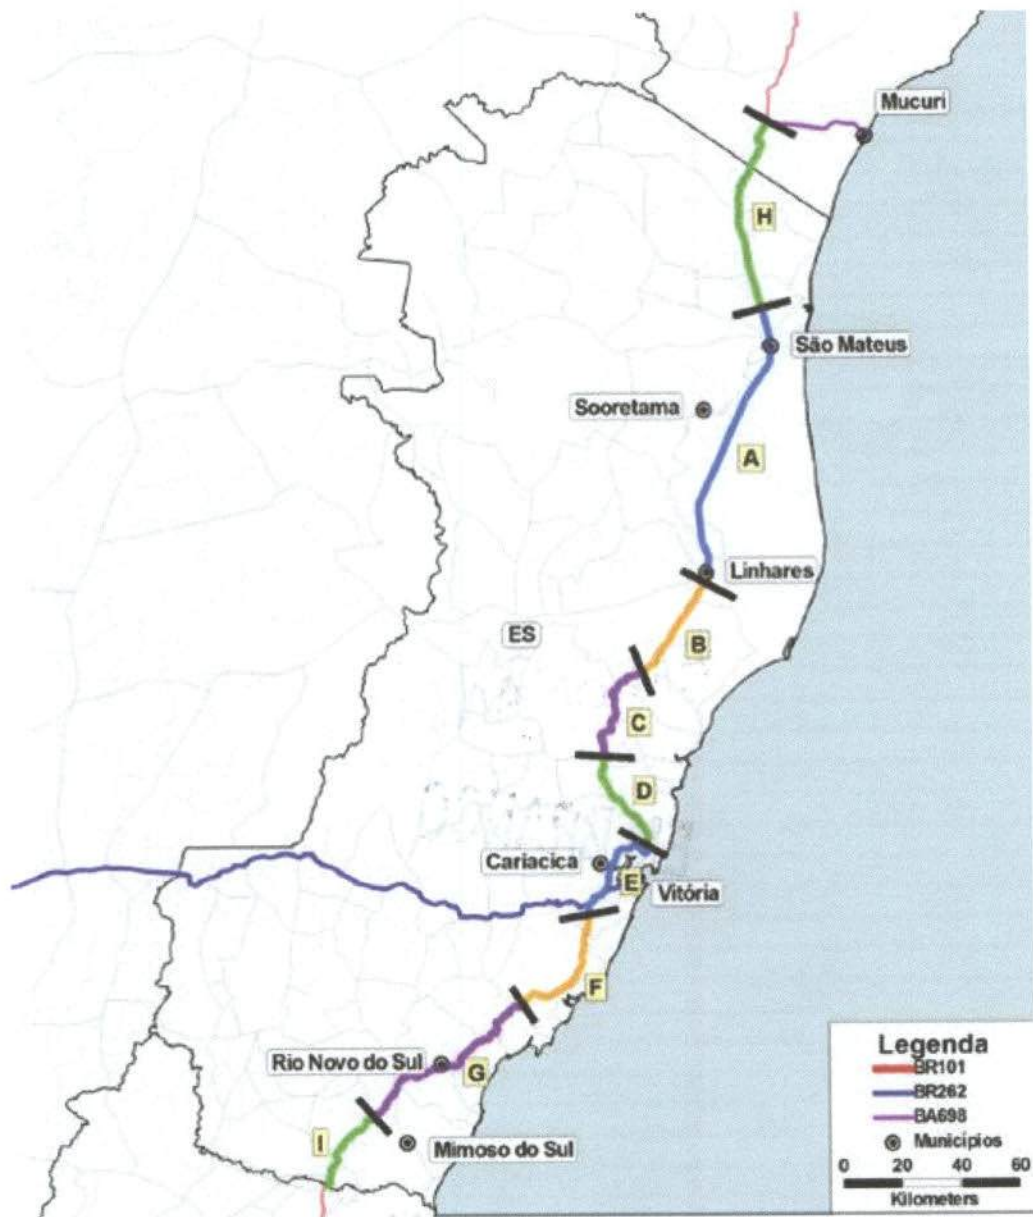 Mucuri
H
São Mateus
Sooretama
A
Linhares
ES
B
C
D
Cariacica
E
Vitória
F
Rio Novo do Sul
G
I
Mimoso do Sul
Legenda
BR101
BR262
BA698
Municípios
0 20 40 60
Kilometers